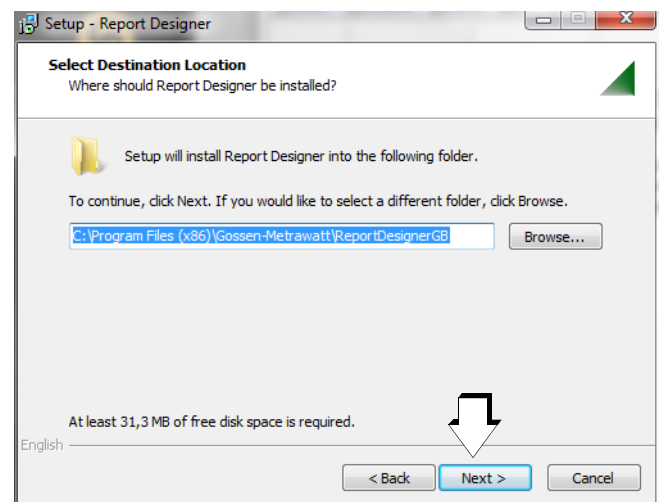 Setup - Report Designer
Select Destination Location
Where should Report Designer be installed?
Setup will install Report Designer into the following folder.
To continue, click Next. If you would like to select a different folder, click Browse.
C:\Program Files (x86)\Gossen-Metrawatt\ReportDesignerGB
Browse...
At least 31,3 MB of free disk space is required.
English
< Back
Next >
Cancel